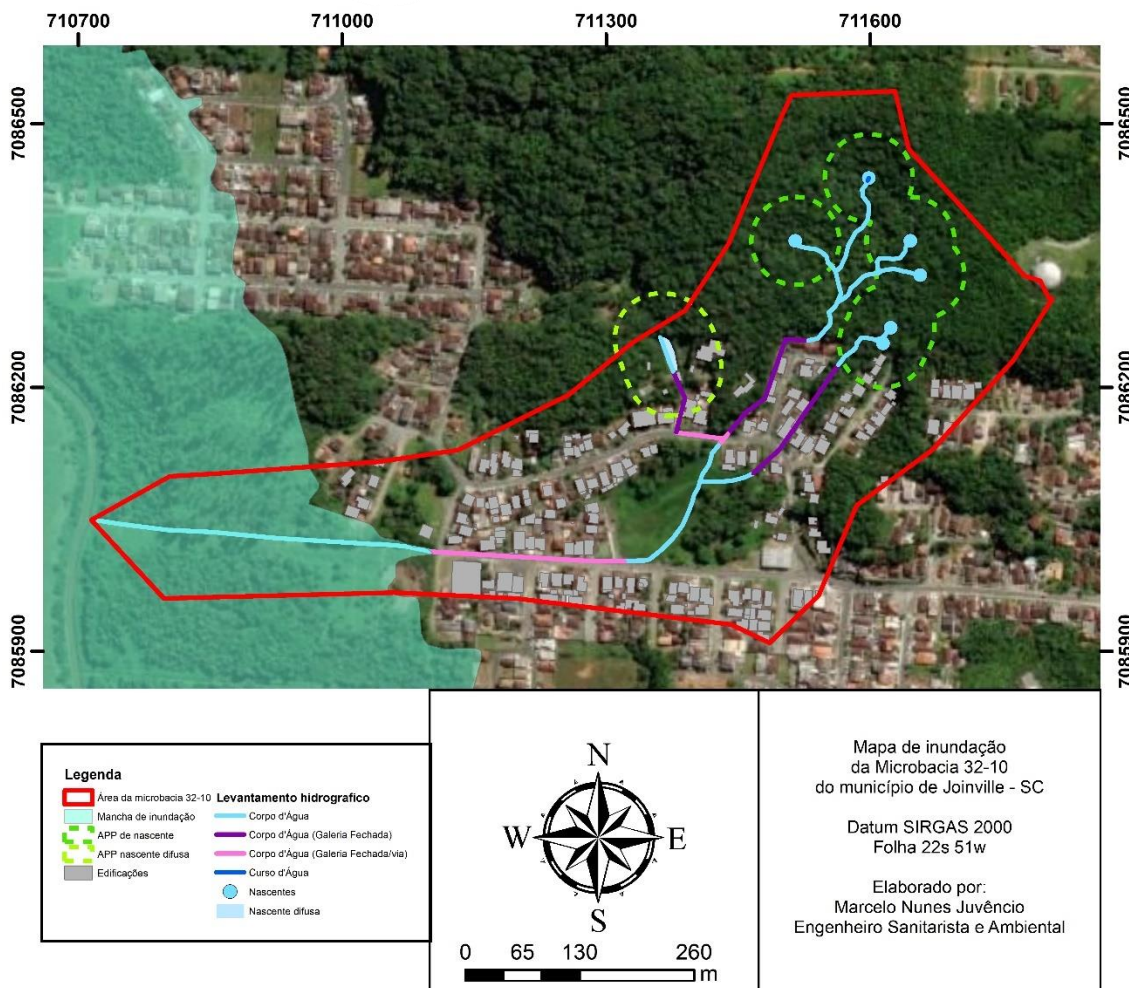 710700 711000 711300 711600
7086500 7086500
7086200 7086200
7085900 7085900
Legenda
Área da microbacia 32-10
Mancha de inundação
APP de nascente
APP nascente difusa
Edificações
Levantamento hidrografico
Corpo d'Água
Corpo d'Água (Galeria Fechada)
Corpo d'Água (Galeria Fechada/via)
Curso d'Água
Nascentes
Nascente difusa
N
W E
S
0 65 130 260
m
Mapa de inundação
da Microbacia 32-10
do município de Joinville - SC
Datum SIRGAS 2000
Folha 22s 51w
Elaborado por:
Marcelo Nunes Juvêncio
Engenheiro Sanitarista e Ambiental